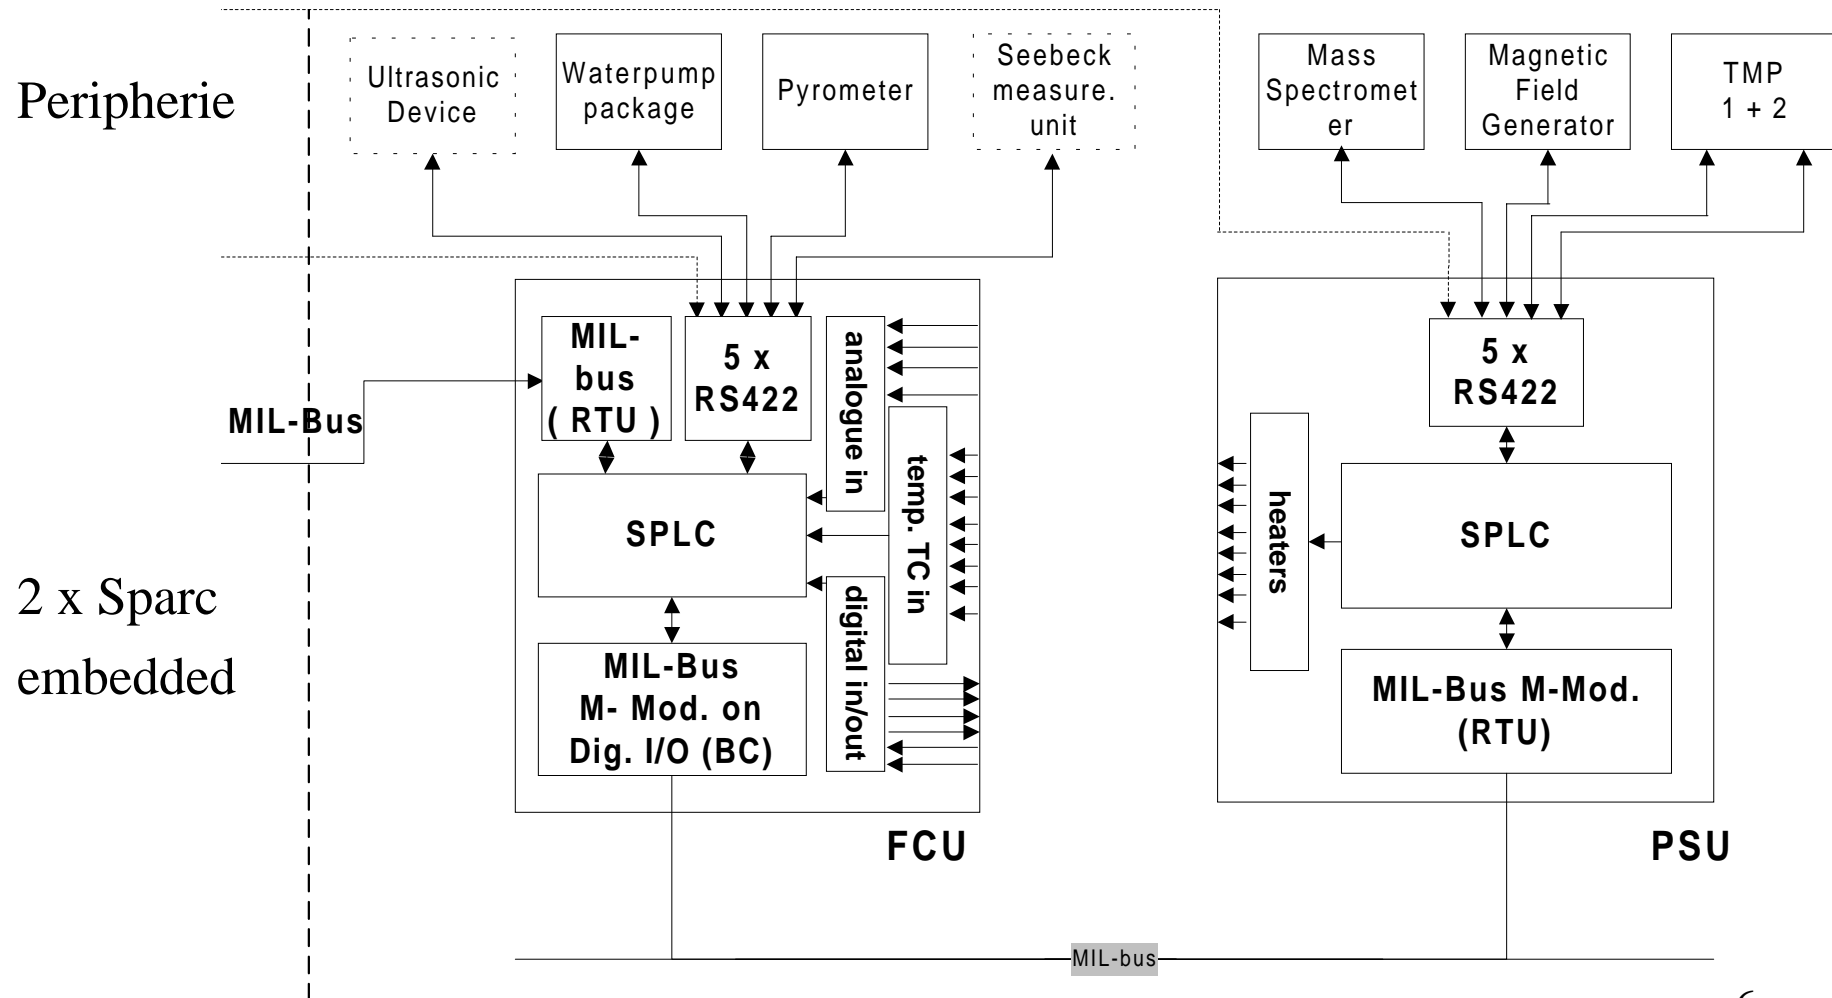 Peripherie
Ultrasonic
Device
Waterpump
package
Pyrometer
Seebeck
measure.
unit
Mass
Spectromet
er
Magnetic
Field
Generator
TMP
1 + 2
MIL-Bus
MIL-
bus
( RTU )
5 x
RS422
analogue in
temp. TC in
SPLC
digital in/out
MIL-Bus
M- Mod. on
Dig. I/O (BC)
FCU
5 x
RS422
heaters
SPLC
MIL-Bus M-Mod.
(RTU)
PSU
2 x Sparc
embedded
MIL-bus